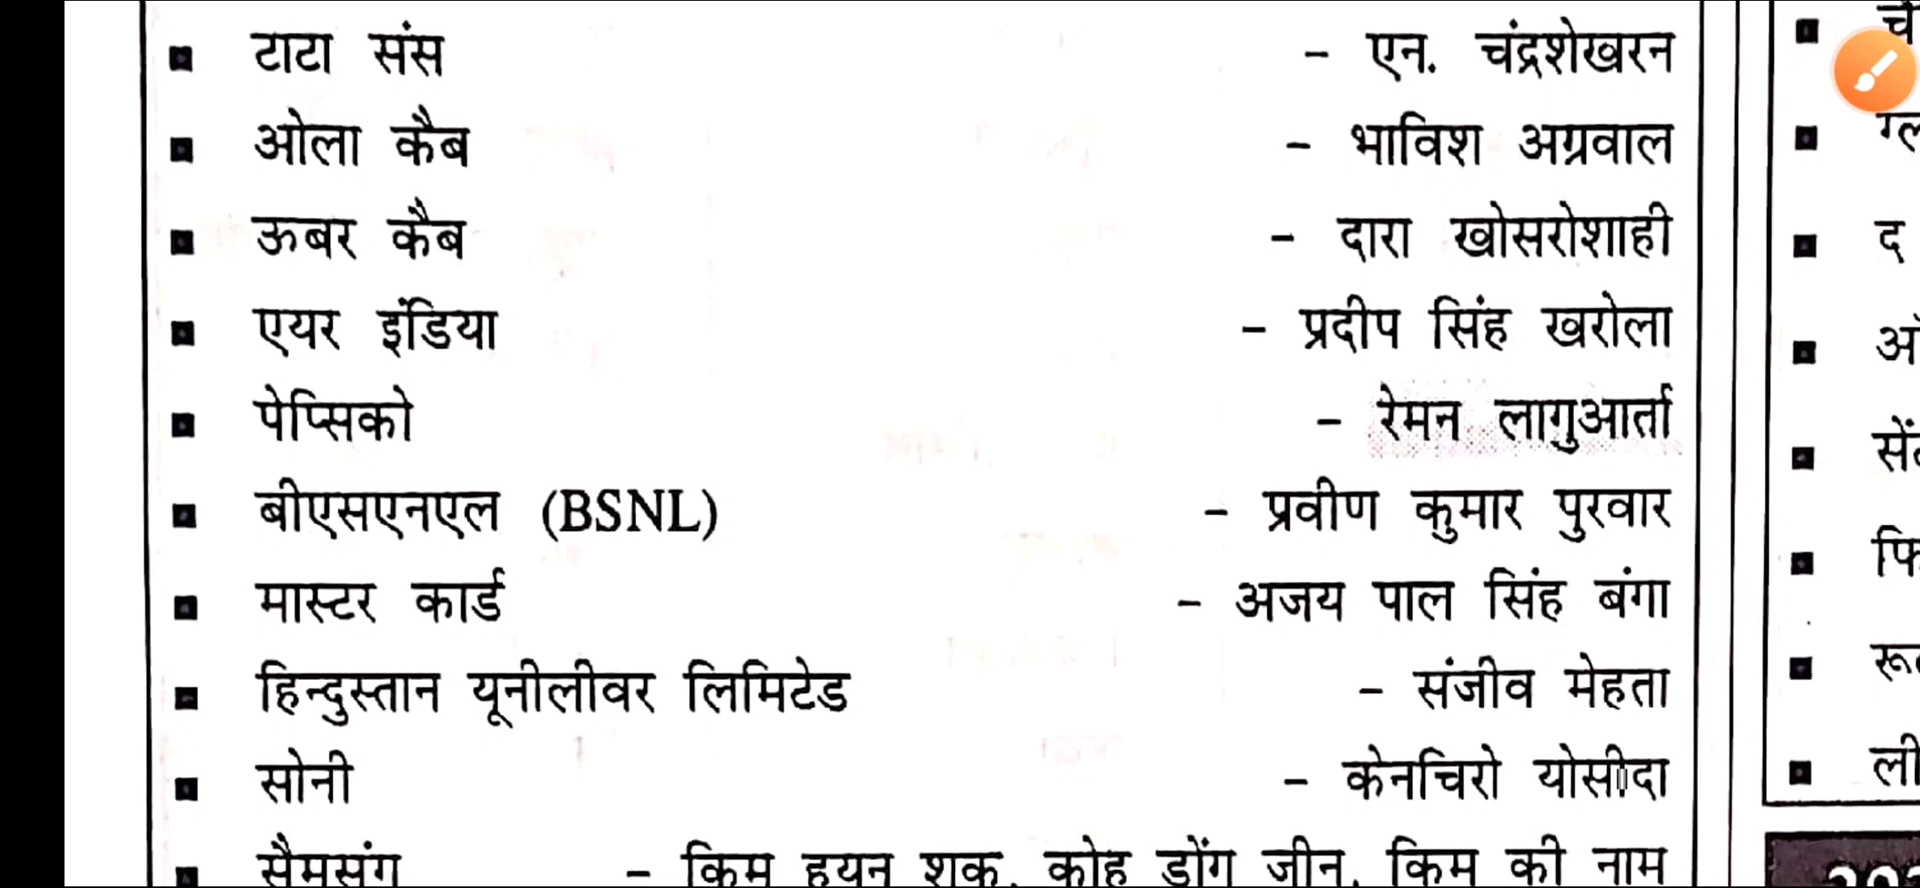 ▪ टाटा संस – एन. चंद्रशेखरन
▪ ओला कैब – भाविश अग्रवाल
▪ ऊबर कैब – दारा खोसरोशाही
▪ एयर इंडिया – प्रदीप सिंह खरोला
▪ पेप्सिको – रेमन लागुआर्ता
▪ बीएसएनएल (BSNL) – प्रवीण कुमार पुरवार
▪ मास्टर कार्ड – अजय पाल सिंह बंगा
▪ हिन्दुस्तान यूनीलीवर लिमिटेड – संजीव मेहता
▪ सोनी – केनचिरो योसीदा
▪ सैमसंग – किम हयून शक, कोह डोंग जीन, किम की नाम
▪ द